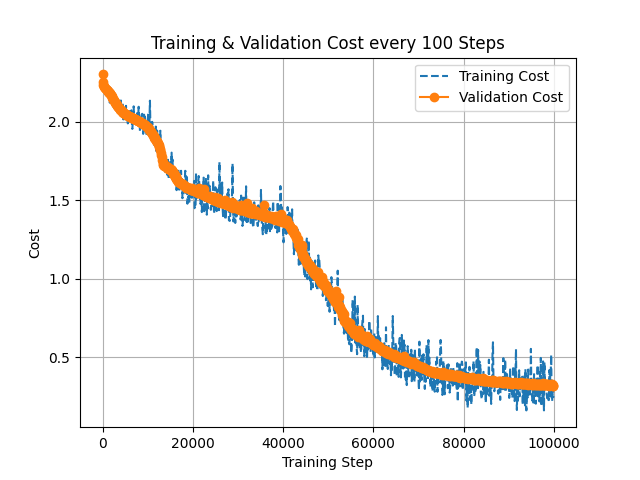 Training & Validation Cost every 100 Steps
Training Cost
Validation Cost
2.0
1.5
1.0
0.5
Cost
0
20000
40000
60000
80000
100000
Training Step